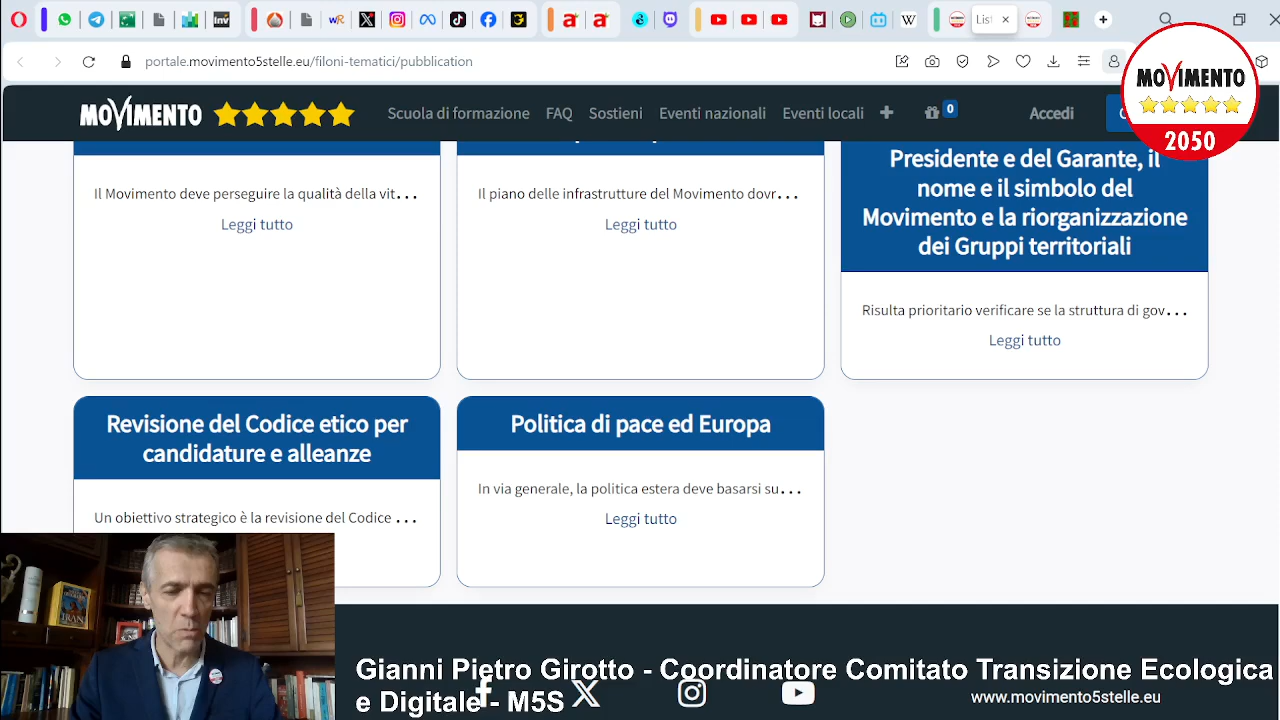 Lis
portale.movimento5stelle.eu/filoni-tematici/pubblication
MOVIMENTO
Scuola di formazione
FAQ
Sostieni
Eventi nazionali
Eventi locali
0
Accedi
MOVIMENTO
2050
Il Movimento deve perseguire la qualità della vit...
Leggi tutto
Il piano delle infrastrutture del Movimento dovr...
Leggi tutto
Presidente e del Garante, il
nome e il simbolo del
Movimento e la riorganizzazione
dei Gruppi territoriali
Risulta prioritario verificare se la struttura di gov...
Leggi tutto
Revisione del Codice etico per
candidature e alleanze
Un obiettivo strategico è la revisione del Codice ...
Politica di pace ed Europa
In via generale, la politica estera deve basarsi su...
Leggi tutto
Gianni Pietro Girotto - Coordinatore Comitato Transizione Ecologica
e Digitale - M5S
www.movimento5stelle.eu